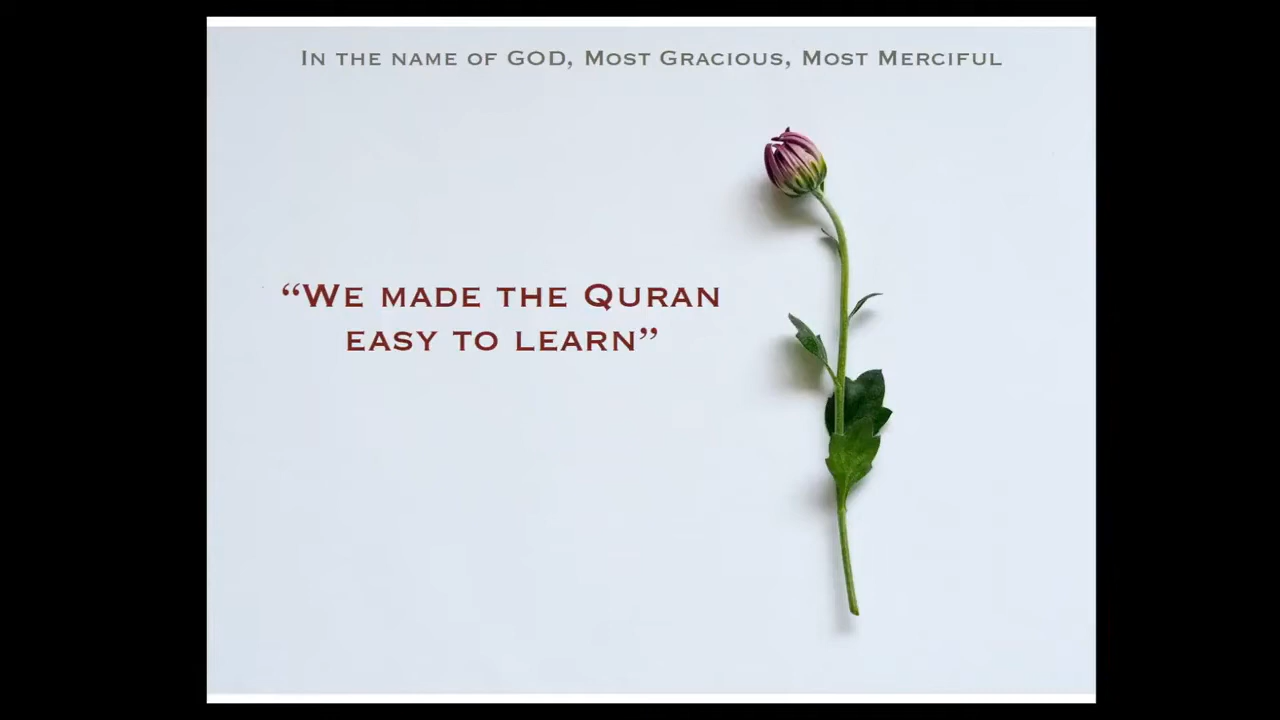 In the name of GOD, Most Gracious, Most Merciful
“We made the Quran
easy to learn”